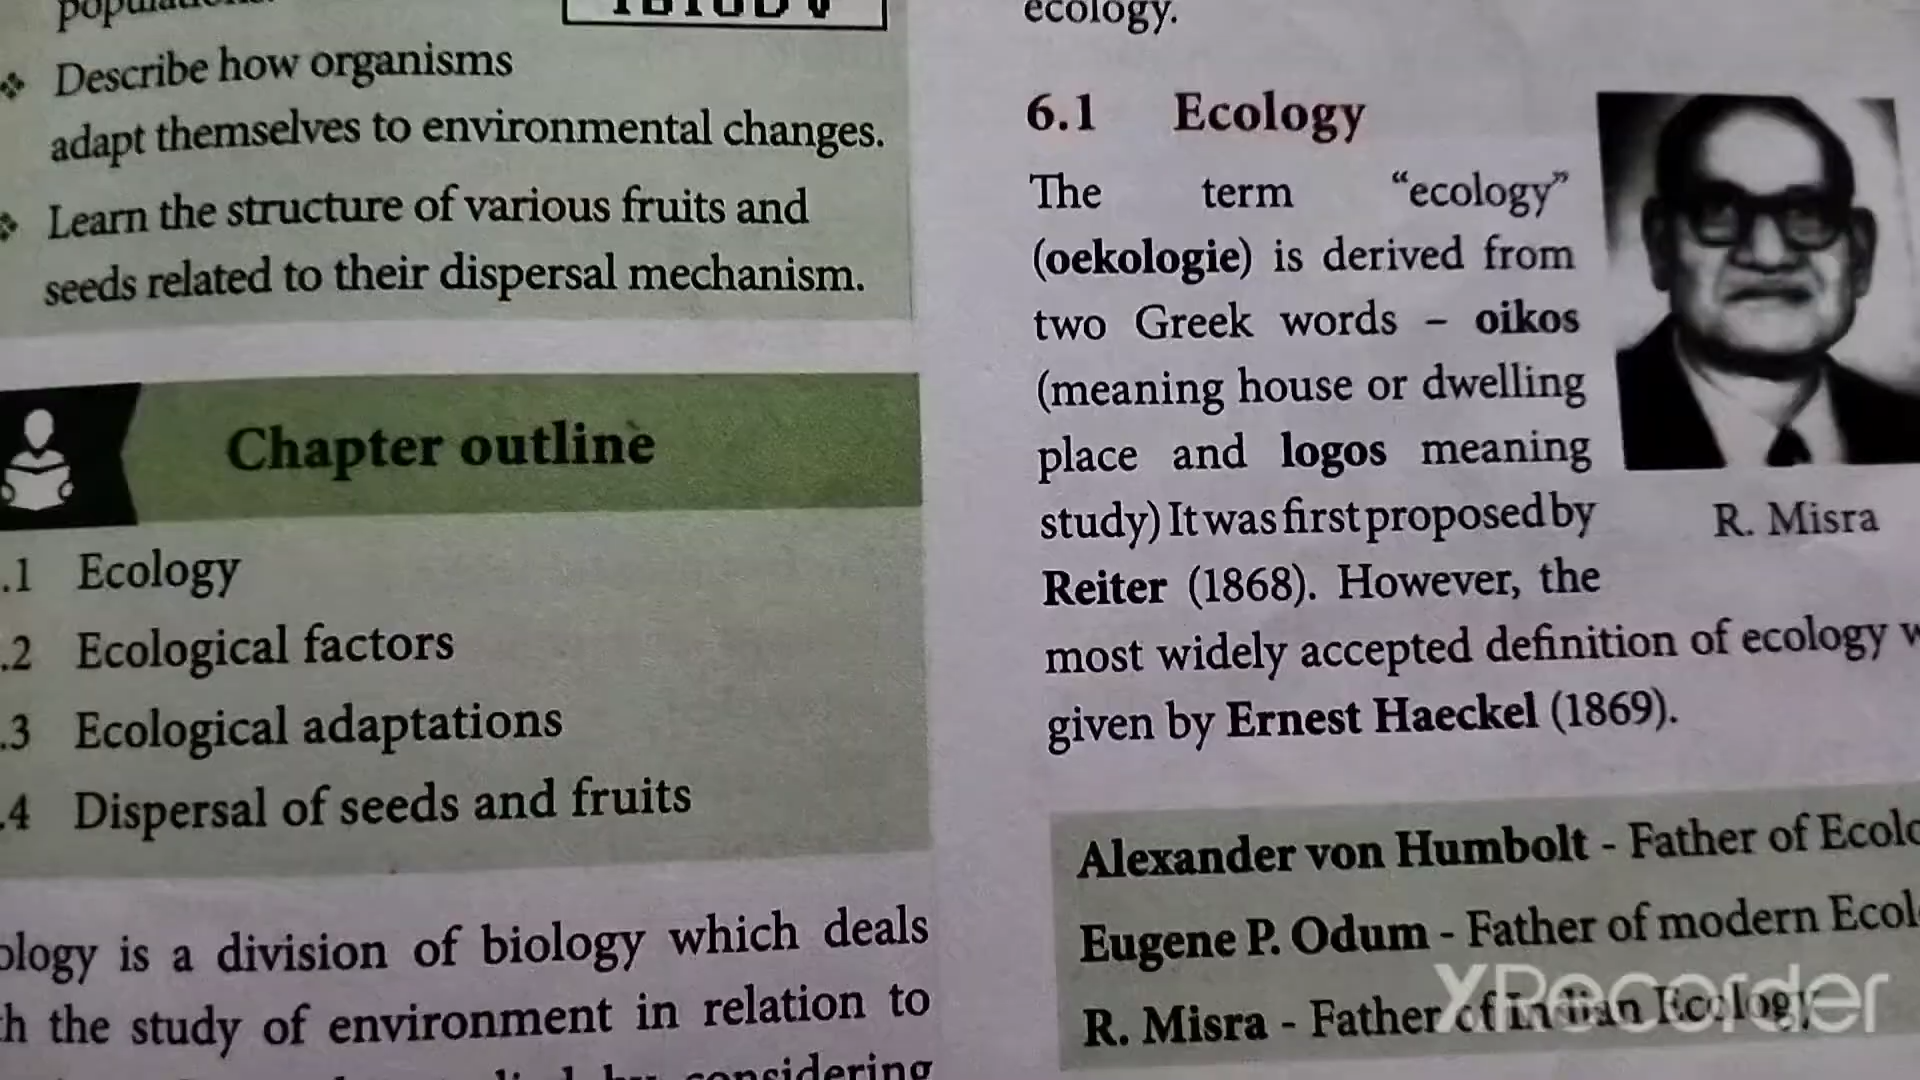 populations.
Describe how organisms
adapt themselves to environmental changes.
Learn the structure of various fruits and
seeds related to their dispersal mechanism.
Chapter outline
.1 Ecology
.2 Ecological factors
.3 Ecological adaptations
.4 Dispersal of seeds and fruits
ology is a division of biology which deals
the study of environment in relation to
considering
ecology.
6.1 Ecology
The term “ecology”
(oekologie) is derived from
two Greek words – oikos
(meaning house or dwelling
place and logos meaning
study) It was first proposed by
Reiter (1868). However, the
most widely accepted definition of ecology w
given by Ernest Haeckel (1869).
R. Misra
Alexander von Humbolt - Father of Ecolo
Eugene P. Odum - Father of modern Ecol
R. Misra - Father of Indian Ecology
XRecorder